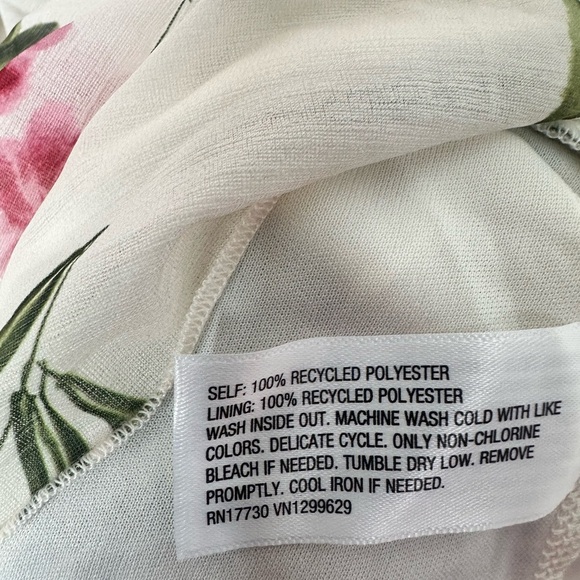 SELF: 100% RECYCLED POLYESTER
LINING: 100% RECYCLED POLYESTER
WASH INSIDE OUT. MACHINE WASH COLD WITH LIKE
COLORS. DELICATE CYCLE. ONLY NON-CHLORINE
BLEACH IF NEEDED. TUMBLE DRY LOW. REMOVE
PROMPTLY. COOL IRON IF NEEDED.
RN17730 VN1299629